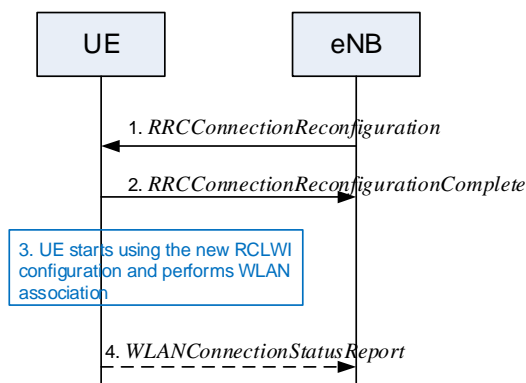 UE
eNB
1. RRCConnectionReconfiguration
2. RRCConnectionReconfigurationComplete
3. UE starts using the new RCLWI
configuration and performs WLAN
association
4. WLANConnectionStatusReport